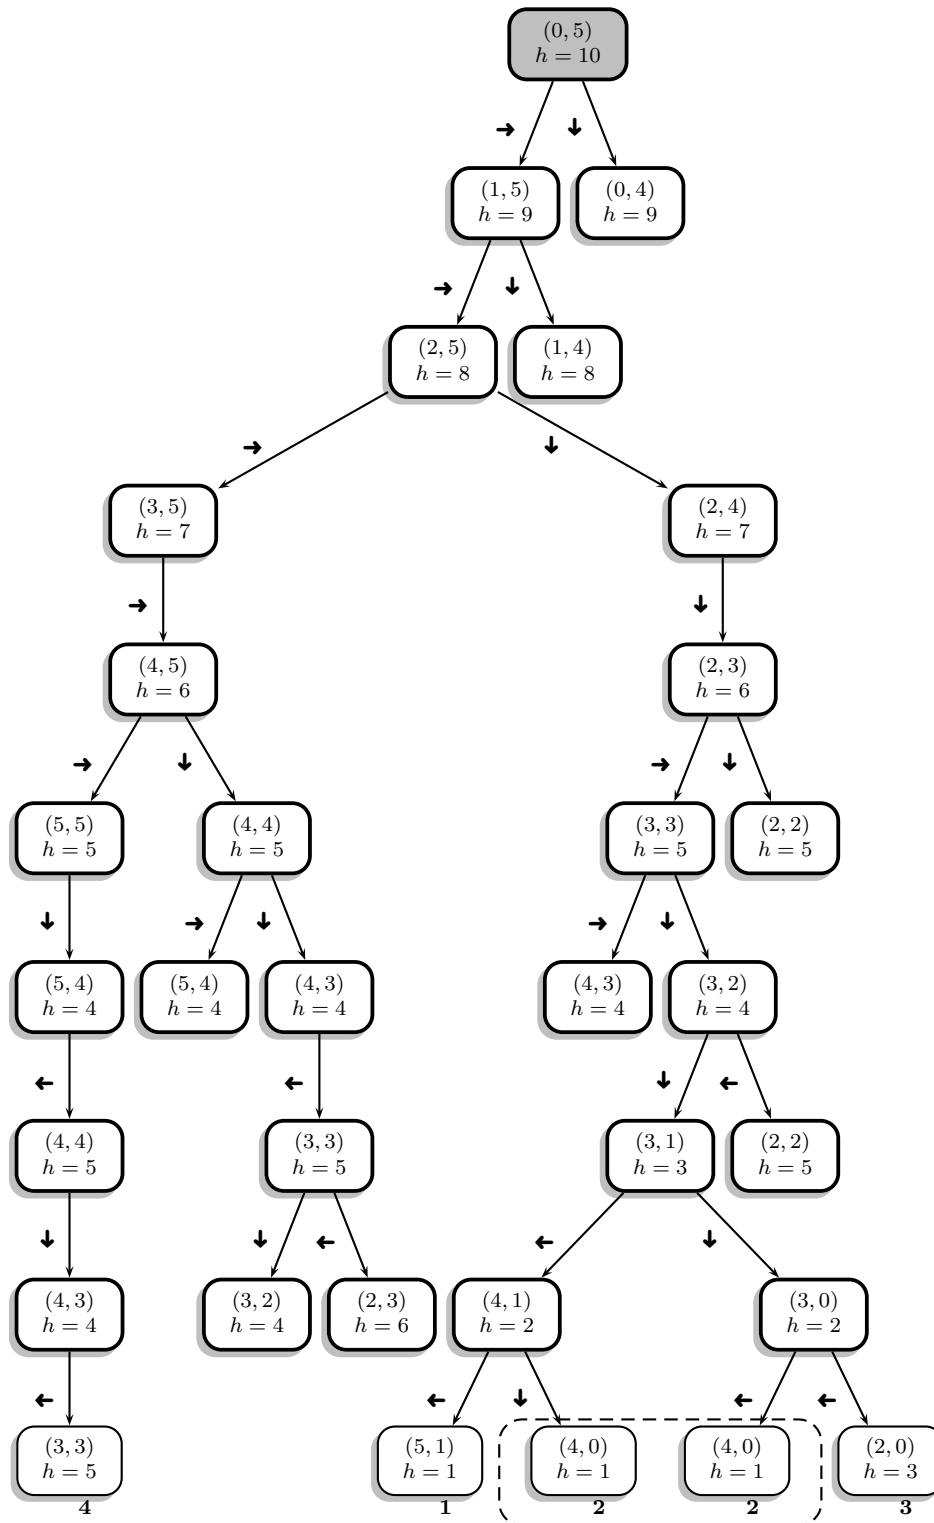 (0, 5)
h = 10
(1, 5)
h = 9
(0, 4)
h = 9
(2, 5)
h = 8
(1, 4)
h = 8
(3, 5)
h = 7
(2, 4)
h = 7
(4, 5)
h = 6
(2, 3)
h = 6
(5, 5)
h = 5
(4, 4)
h = 5
(3, 3)
h = 5
(2, 2)
h = 5
(5, 4)
h = 4
(5, 4)
h = 4
(4, 3)
h = 4
(4, 3)
h = 4
(3, 2)
h = 4
(4, 4)
h = 5
(3, 3)
h = 5
(3, 1)
h = 3
(2, 2)
h = 5
(4, 3)
h = 4
(3, 2)
h = 4
(2, 3)
h = 6
(4, 1)
h = 2
(3, 0)
h = 2
(3, 3)
h = 5
(5, 1)
h = 1
(4, 0)
h = 1
(4, 0)
h = 1
(2, 0)
h = 3
4
1
2
2
3